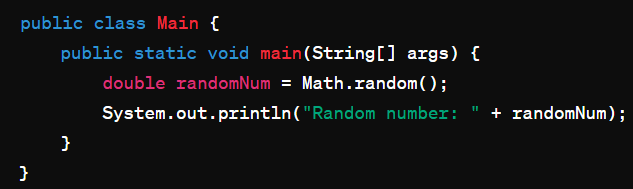 public class Main {
    public static void main(String[] args) {
        double randomNum = Math.random();
        System.out.println("Random number: " + randomNum);
    }
}